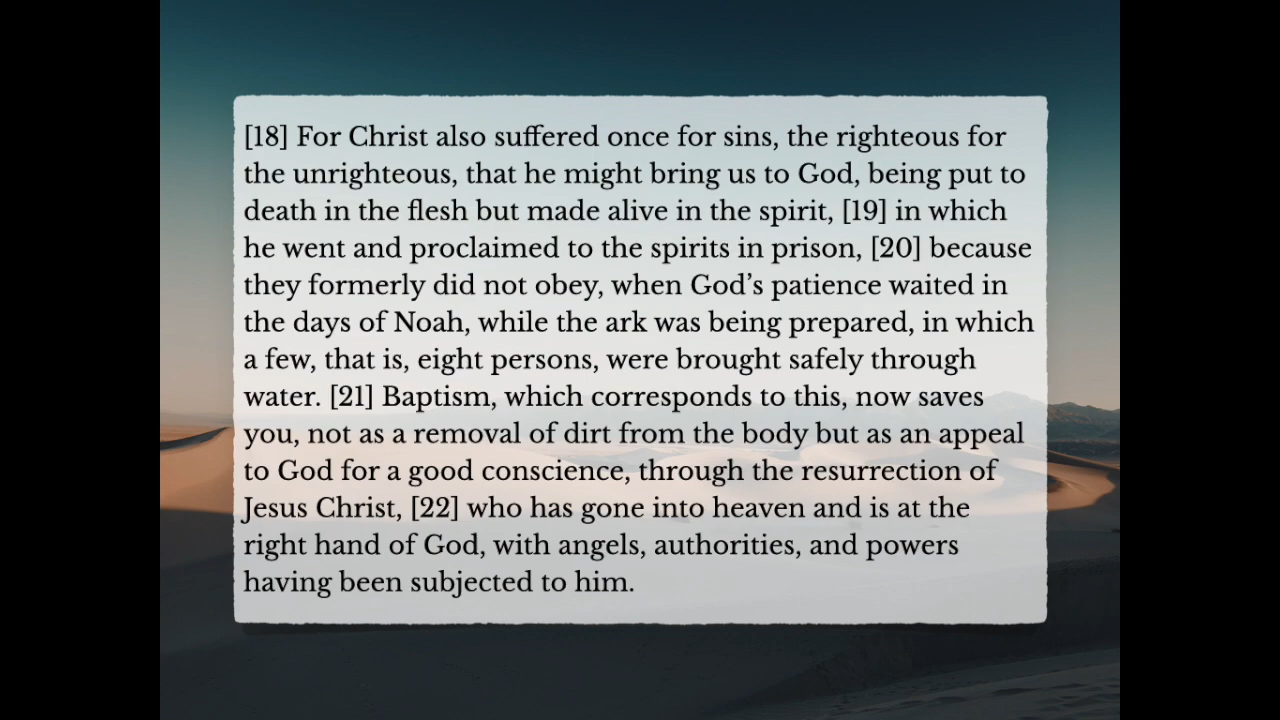 [18] For Christ also suffered once for sins, the righteous for
the unrighteous, that he might bring us to God, being put to
death in the flesh but made alive in the spirit, [19] in which
he went and proclaimed to the spirits in prison, [20] because
they formerly did not obey, when God’s patience waited in
the days of Noah, while the ark was being prepared, in which
a few, that is, eight persons, were brought safely through
water. [21] Baptism, which corresponds to this, now saves
you, not as a removal of dirt from the body but as an appeal
to God for a good conscience, through the resurrection of
Jesus Christ, [22] who has gone into heaven and is at the
right hand of God, with angels, authorities, and powers
having been subjected to him.